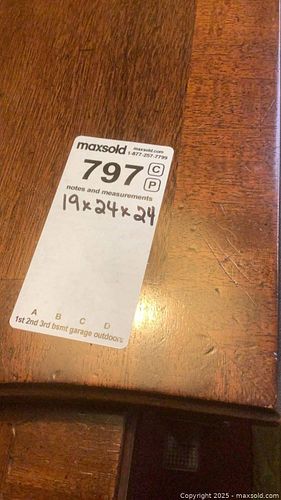 maxsold maxsold.com
1-877-257-7799
797 C
P
notes and measurements
19x24x24
A B C D
1st 2nd 3rd bsmt garage outdoors
Copyright 2025 - maxsold.com